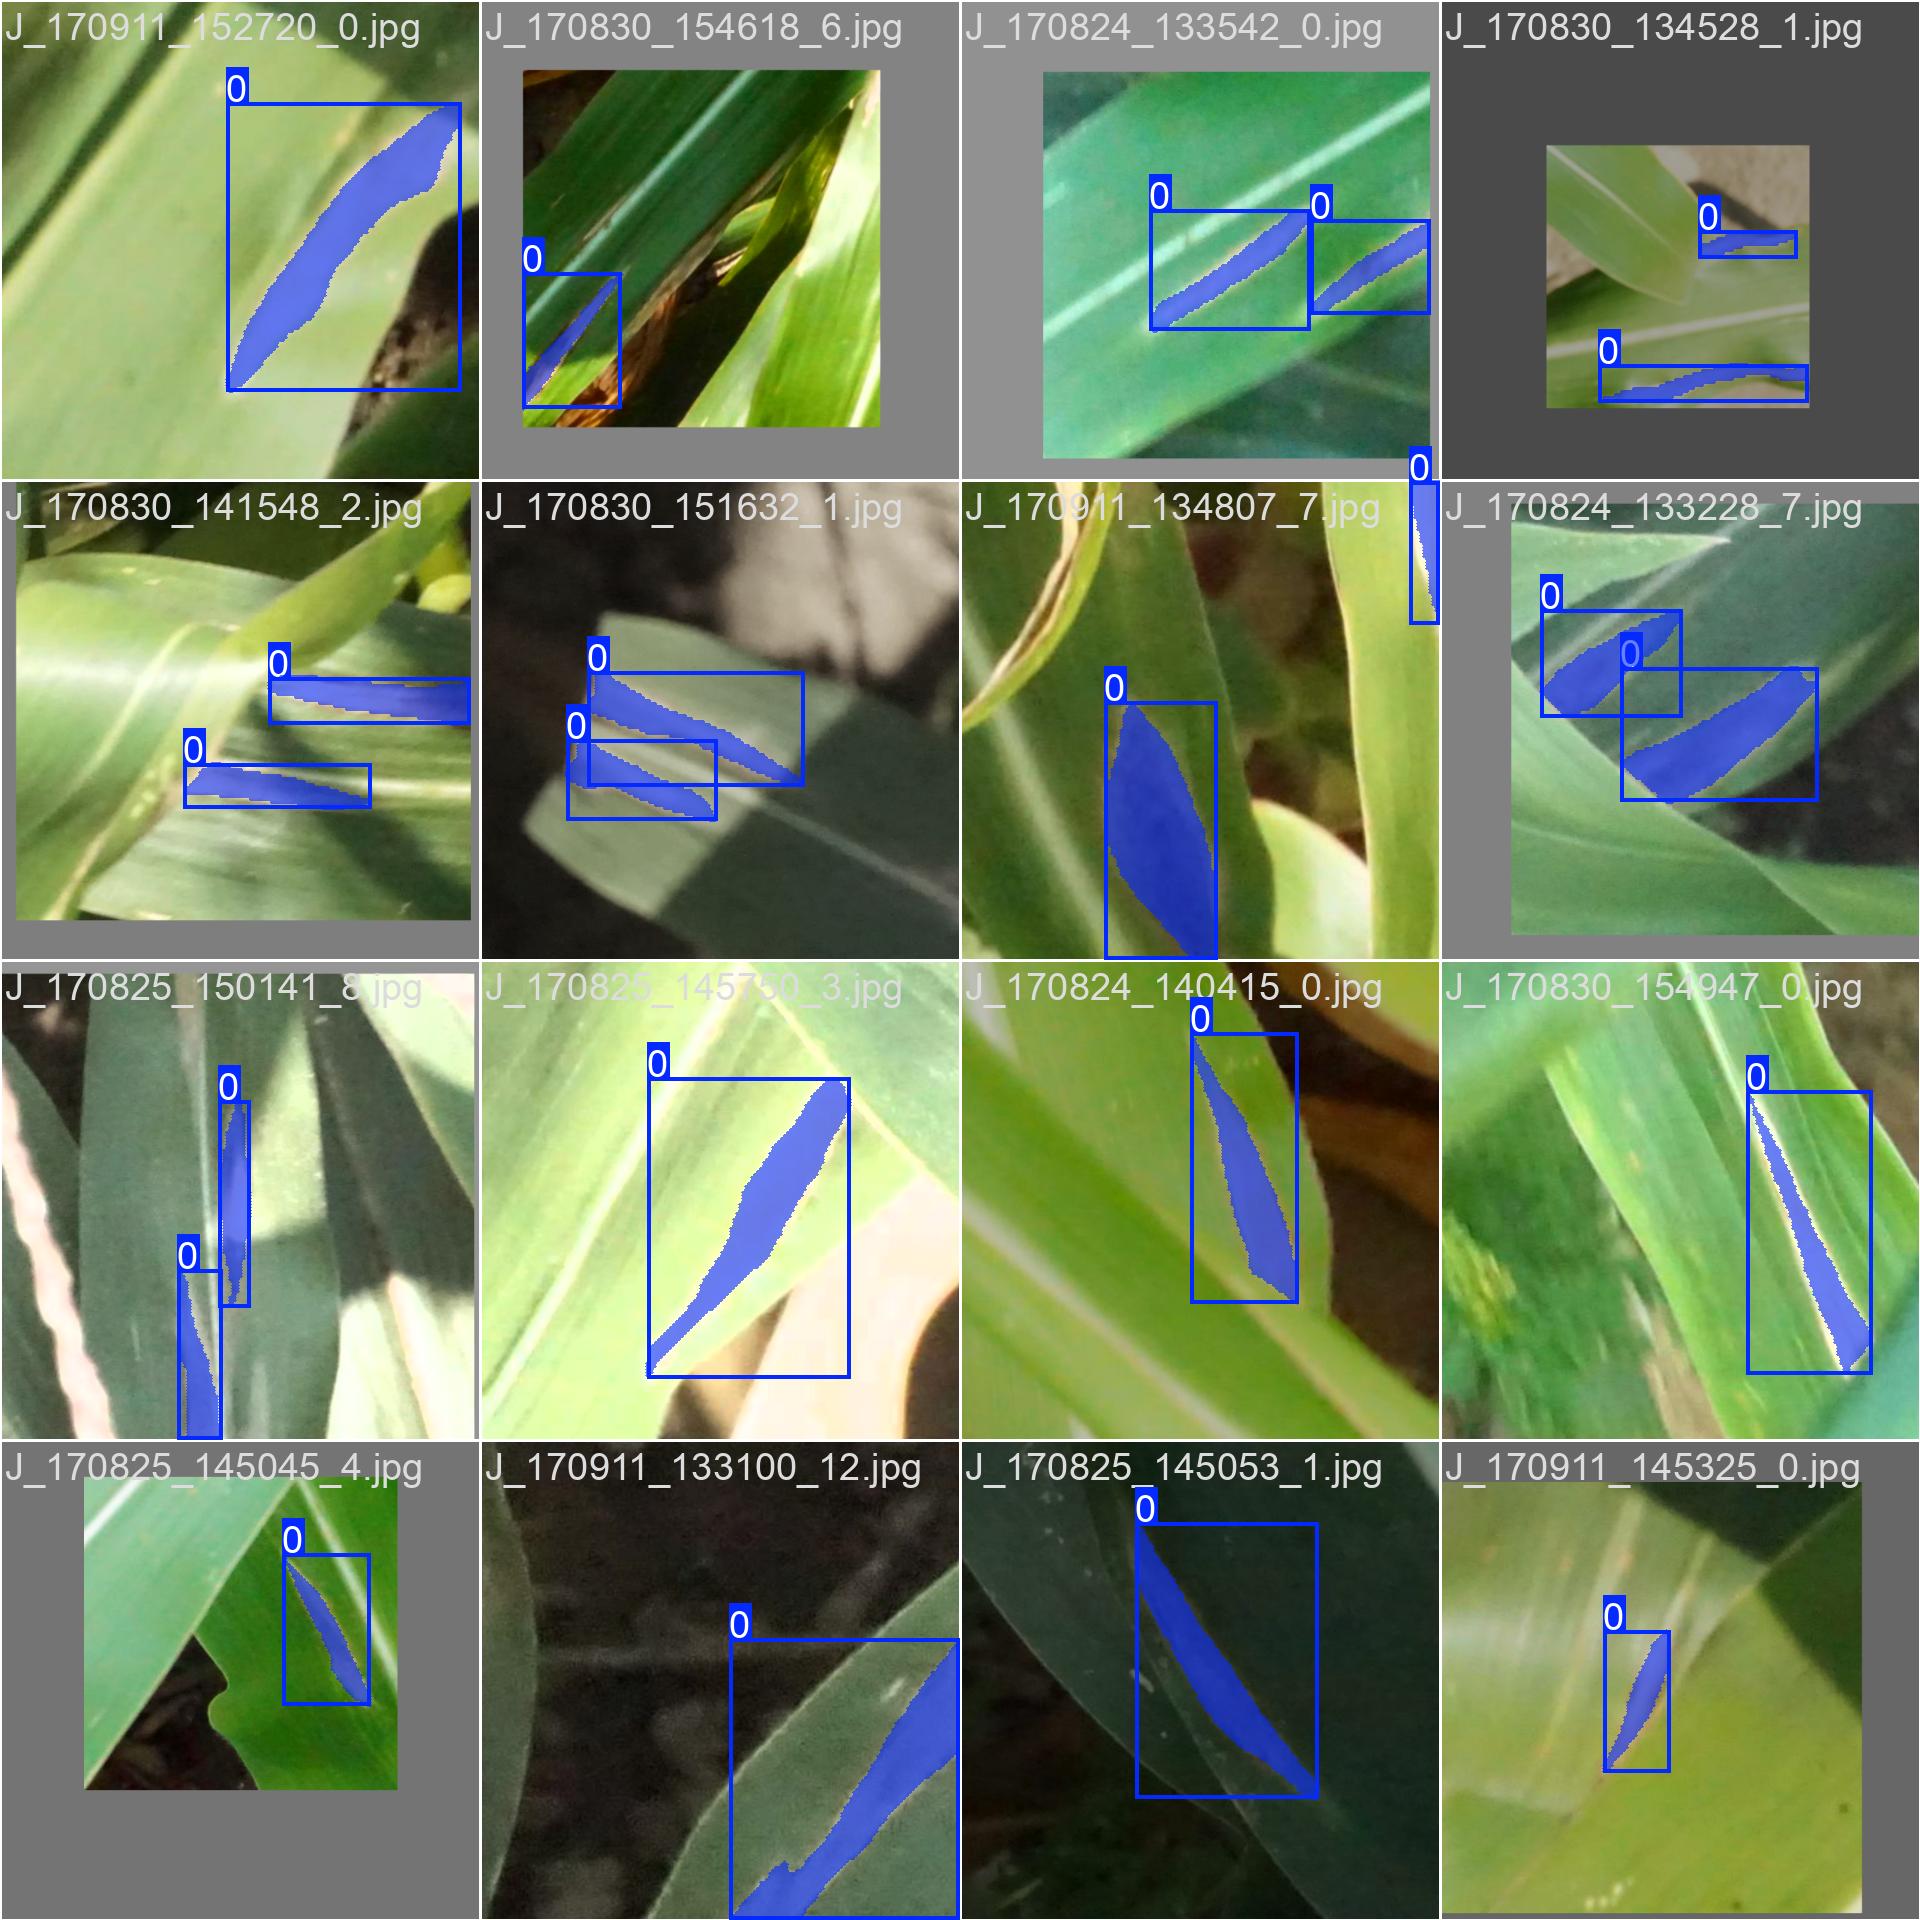 J_170911_152720_0.jpg
J_170830_154618_6.jpg
J_170824_133542_0.jpg
J_170830_134528_1.jpg
0
0
0
0
0
0
J_170830_141548_2.jpg
J_170830_151632_1.jpg
J_170911_134807_7.jpg
J_170824_133228_7.jpg
0
0
0
0
0
0
0
0
J_170825_150141_8.jpg
J_170825_145750_3.jpg
J_170824_140415_0.jpg
J_170830_154947_0.jpg
0
0
0
0
0
J_170825_145045_4.jpg
J_170911_133100_12.jpg
J_170825_145053_1.jpg
J_170911_145325_0.jpg
0
0
0
0